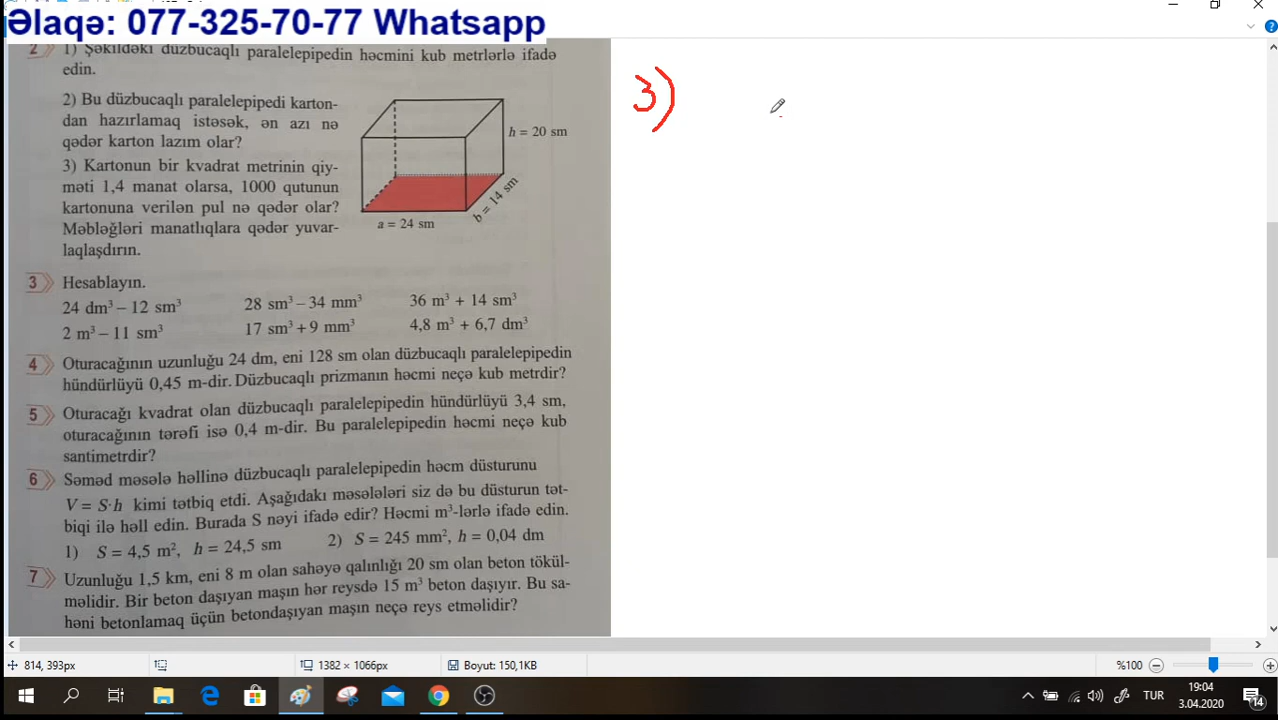 Əlaqə: 077-325-70-77 Whatsapp
2 1) Şəkildəki düzbucaqlı paralelepipedin həcmini kub metrlərlə ifadə
edin.
2) Bu düzbucaqlı paralelepipedi karton-
dan hazırlamaq istəsək, ən azı nə
qədər karton lazım olar?
3) Kartonun bir kvadrat metrinin qiy-
məti 1,4 manat olarsa, 1000 qutunun
kartonuna verilən pul nə qədər olar?
Məbləğləri manatlıqlara qədər yuvar-
laqlaşdırın.
h = 20 sm
b = 14 sm
a = 24 sm
3 Hesablayın.
24 dm³ – 12 sm³ 28 sm³ – 34 mm³ 36 m³ + 14 sm³
2 m³ – 11 sm³ 17 sm³ + 9 mm³ 4,8 m³ + 6,7 dm³
4 Oturacağının uzunluğu 24 dm, eni 128 sm olan düzbucaqlı paralelepipedin
hündürlüyü 0,45 m-dir. Düzbucaqlı prizmanın həcmi neçə kub metrdir?
5 Oturacağı kvadrat olan düzbucaqlı paralelepipedin hündürlüyü 3,4 sm,
oturacağının tərəfi isə 0,4 m-dir. Bu paralelepipedin həcmi neçə kub
santimetrdir?
6 Səməd məsələ həllinə düzbucaqlı paralelepipedin həcm düsturunu
V = S·h kimi tətbiq etdi. Aşağıdakı məsələləri siz də bu düsturun tət-
biqi ilə həll edin. Burada S nəyi ifadə edir? Həcmi m³-lərlə ifadə edin.
1) S = 4,5 m², h = 24,5 sm 2) S = 245 mm², h = 0,04 dm
7 Uzunluğu 1,5 km, eni 8 m olan sahəyə qalınlığı 20 sm olan beton tökül-
məlidir. Bir beton daşıyan maşın hər reysdə 15 m³ beton daşıyır. Bu sa-
həni betonlamaq üçün betondaşıyan maşın neçə reys etməlidir?
3)
814, 393px
1382 × 1066px
Boyut: 150,1KB
%100
TUR
19:04
3.04.2020
14